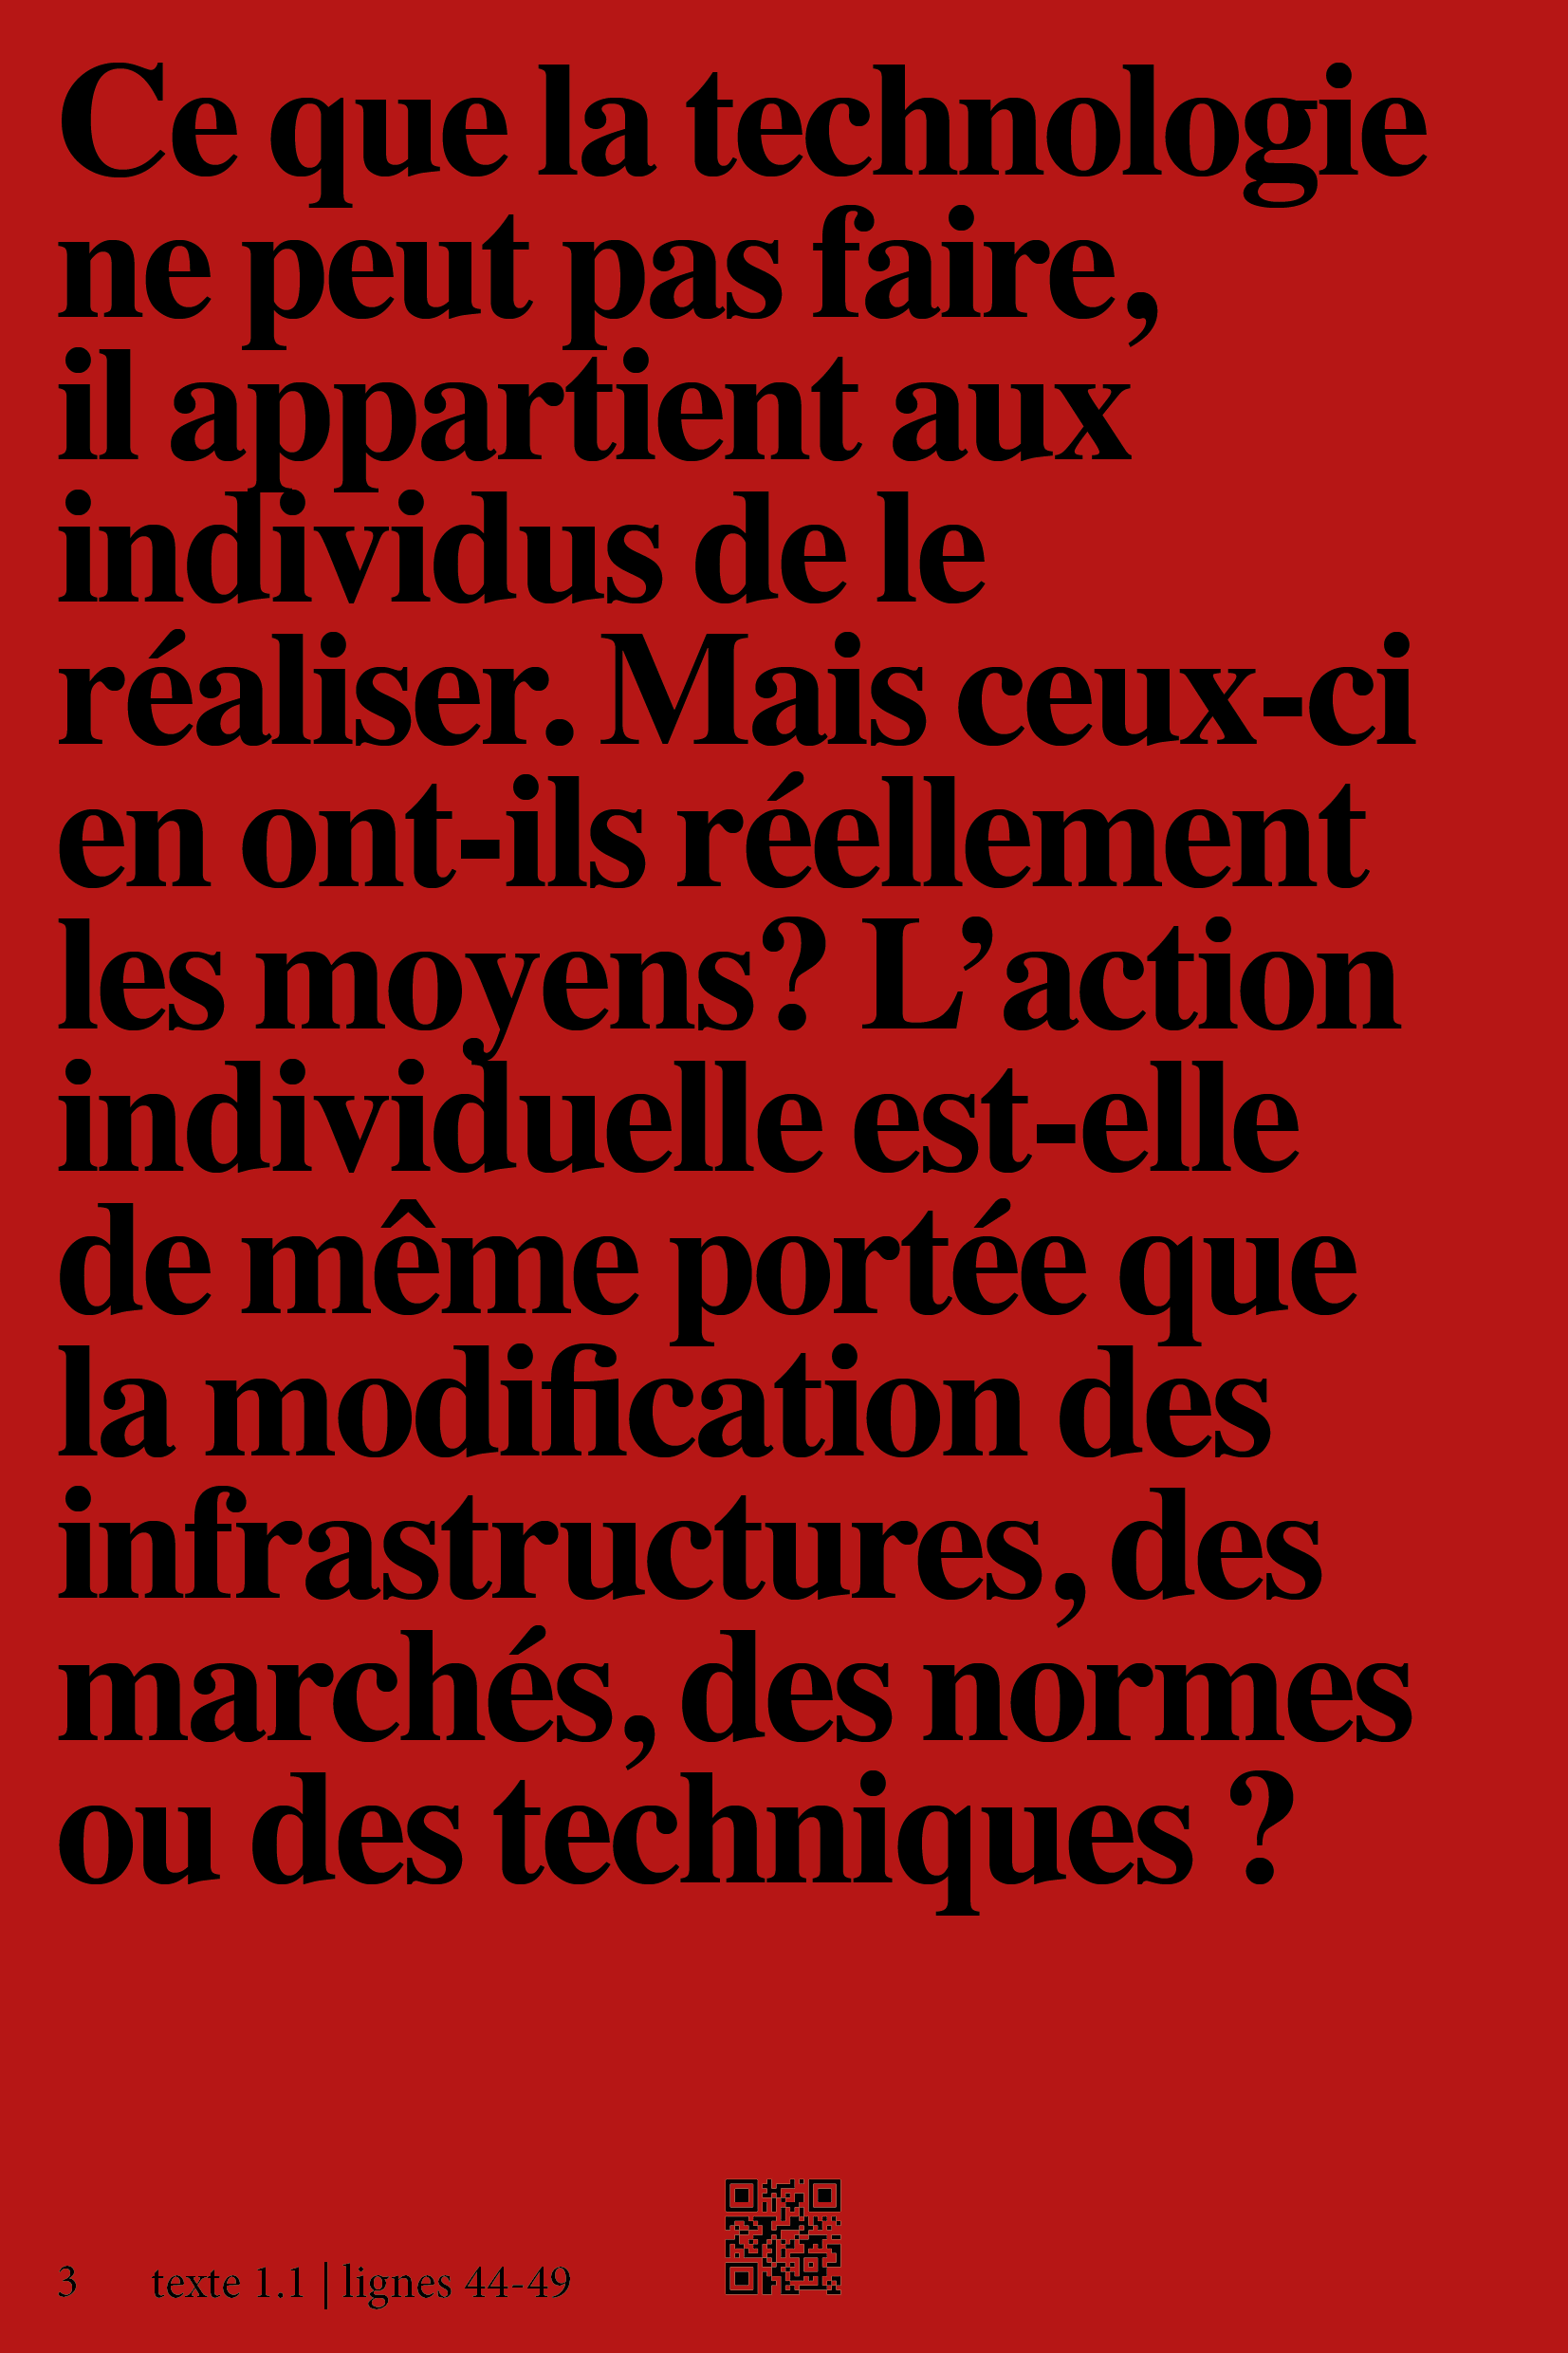 Ce que la technologie
ne peut pas faire,
il appartient aux
individus de le
réaliser. Mais ceux-ci
en ont-ils réellement
les moyens? L’action
individuelle est-elle
de même portée que
la modification des
infrastructures, des
marchés, des normes
ou des techniques ?
3 texte 1.1 | lignes 44-49